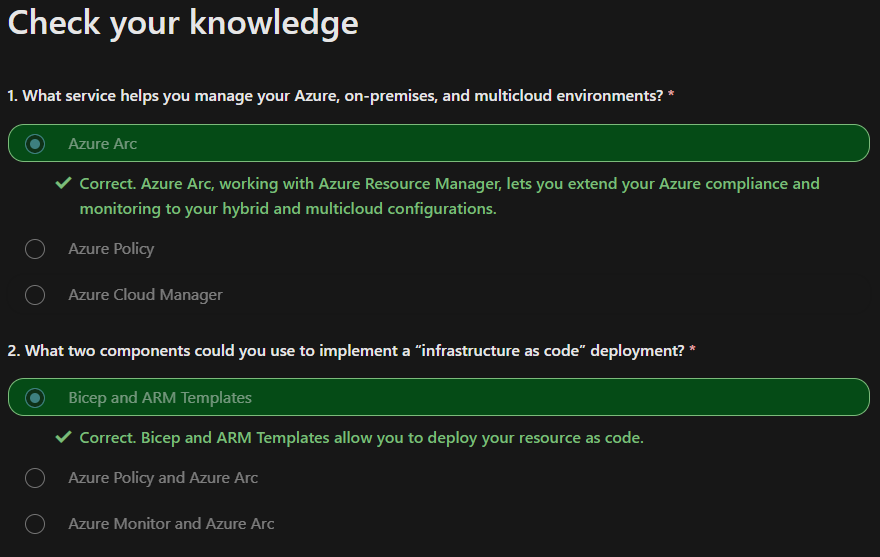 Check your knowledge
1. What service helps you manage your Azure, on-premises, and multicloud environments? *
Azure Arc
Correct. Azure Arc, working with Azure Resource Manager, lets you extend your Azure compliance and
monitoring to your hybrid and multicloud configurations.
Azure Policy
Azure Cloud Manager
2. What two components could you use to implement a “infrastructure as code” deployment? *
Bicep and ARM Templates
Correct. Bicep and ARM Templates allow you to deploy your resource as code.
Azure Policy and Azure Arc
Azure Monitor and Azure Arc